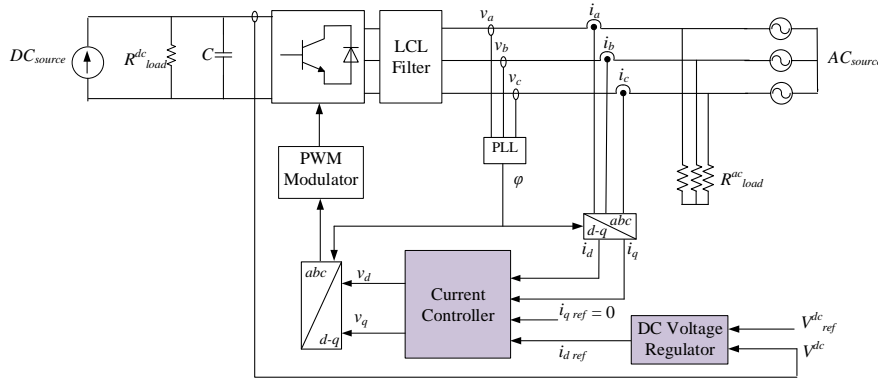 v_a
i_a
DC_source
R^dc_load
C
LCL
Filter
v_b
i_b
AC_source
v_c
i_c
PWM
Modulator
PLL
φ
R^ac_load
abc
d-q
i_d
i_q
abc
d-q
v_d
v_q
Current
Controller
i_q ref = 0
i_d ref
DC Voltage
Regulator
V^dc_ref
V^dc